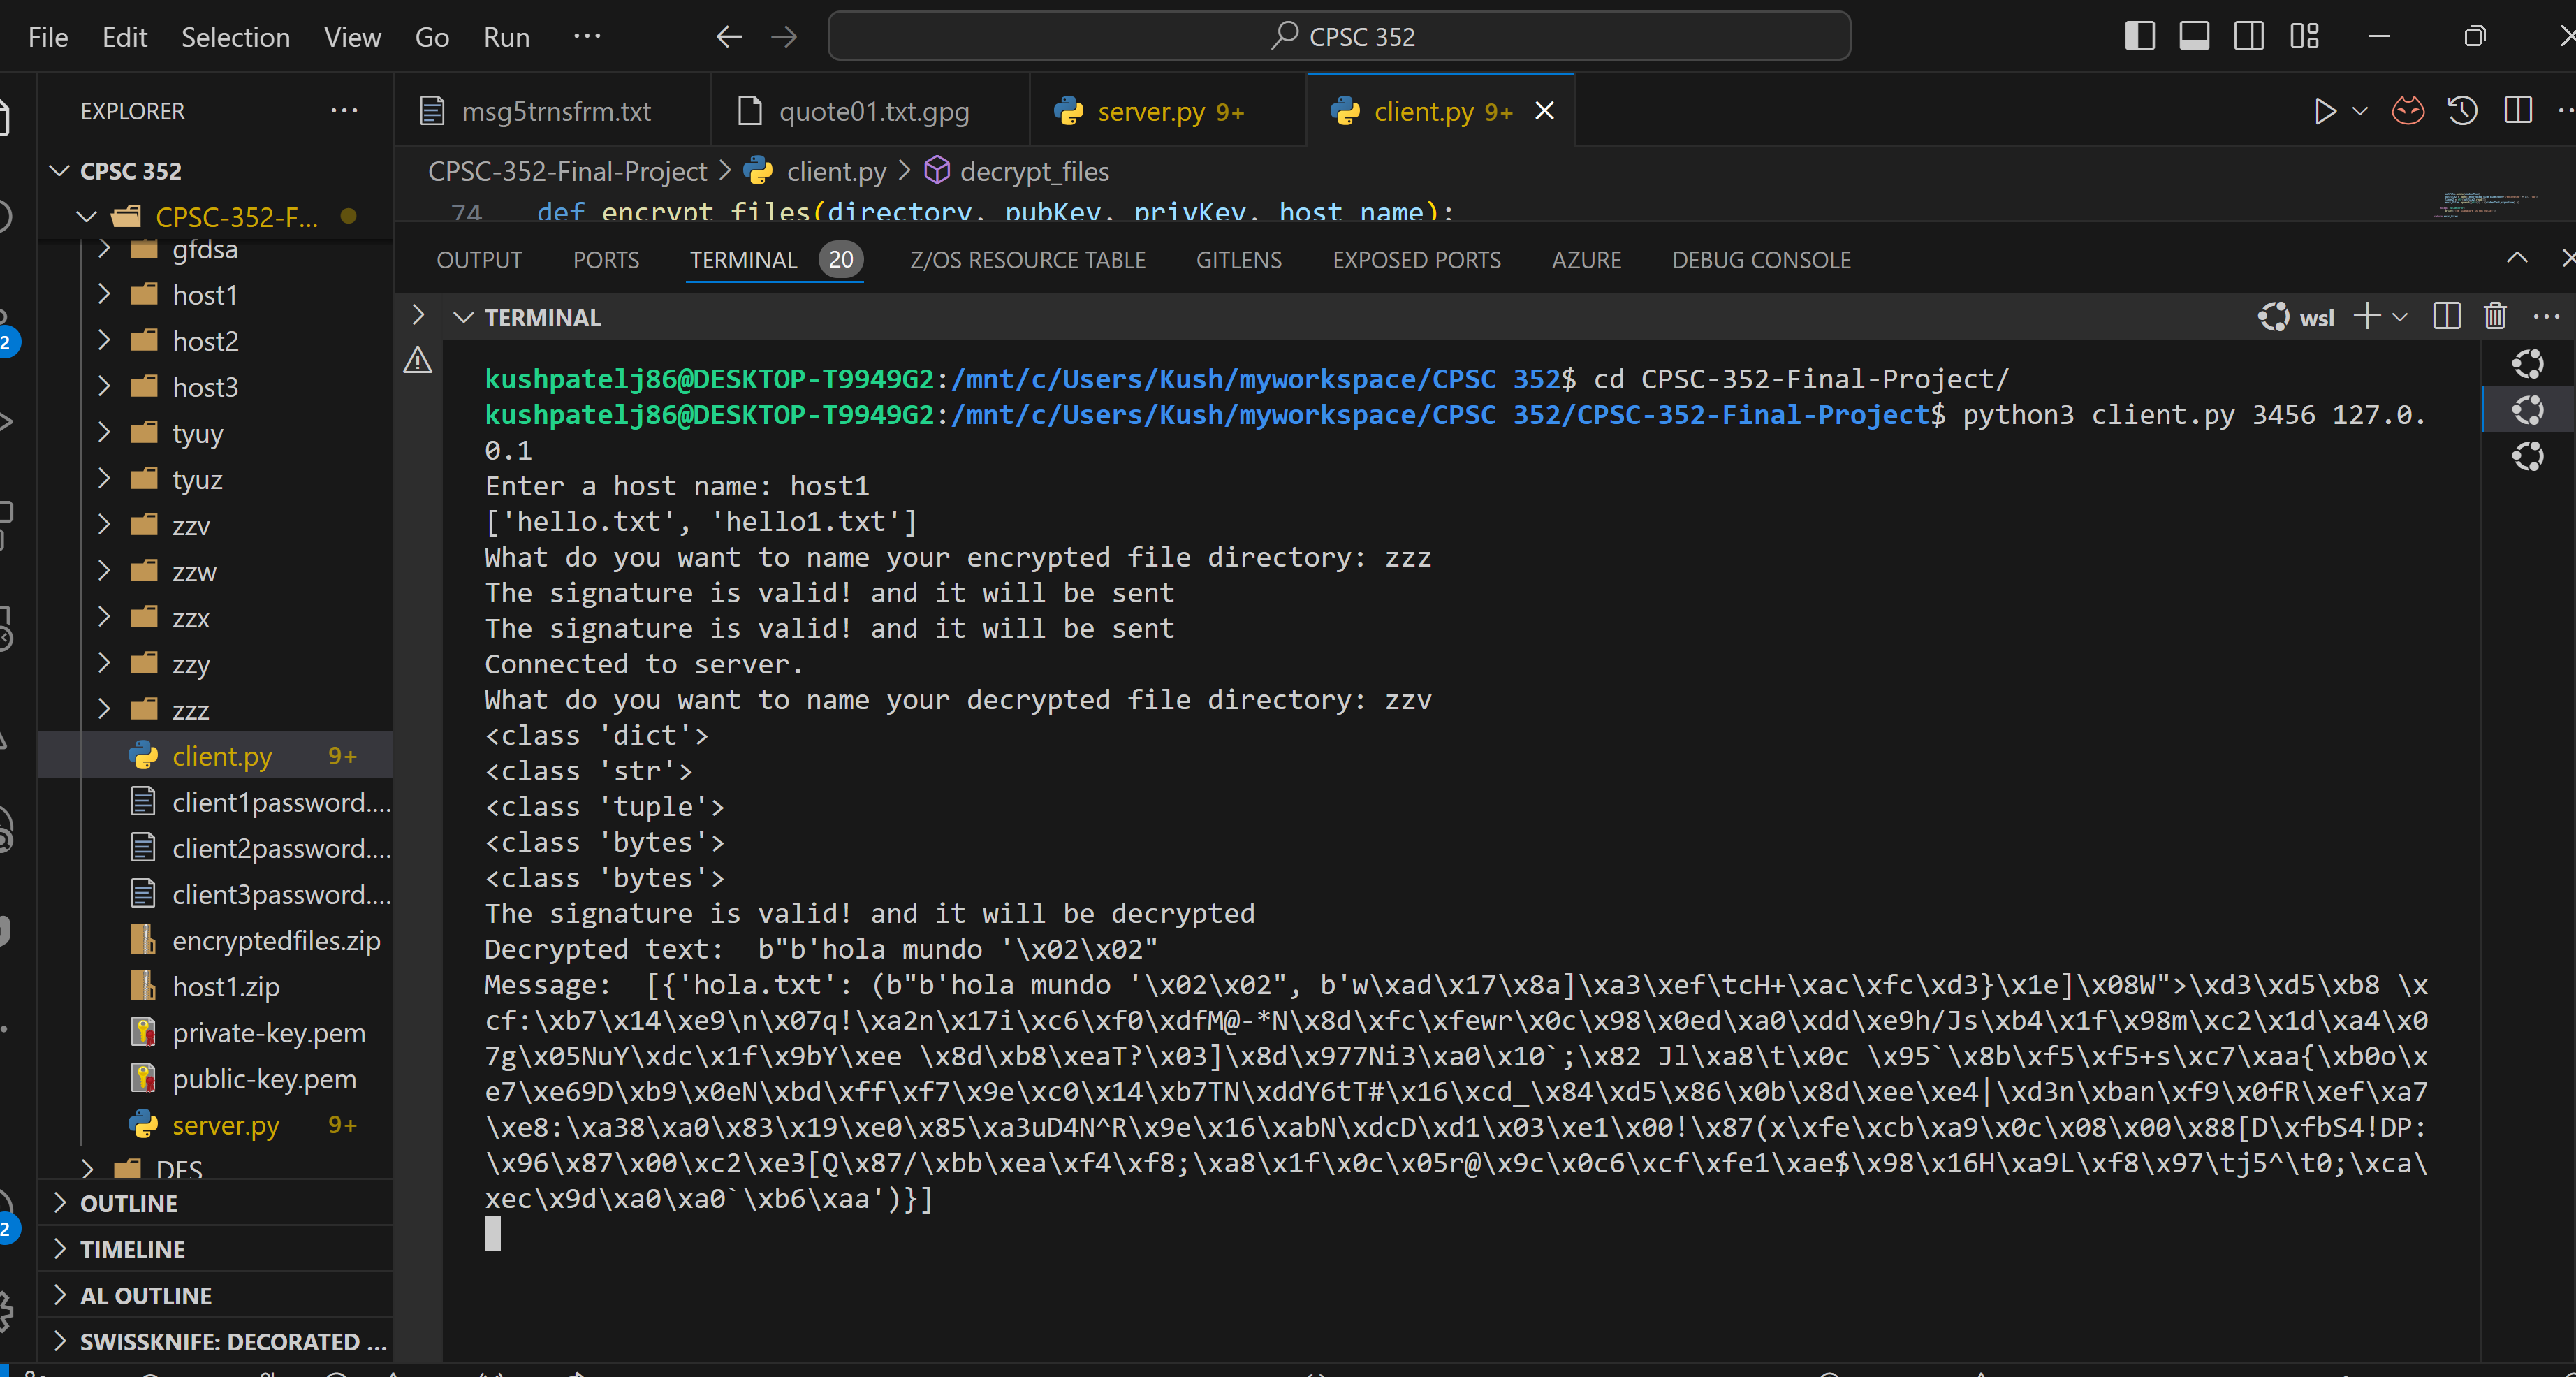 File Edit Selection View Go Run ...
CPSC 352
EXPLORER
CPSC 352
CPSC-352-F...
gfdsa
host1
host2
host3
tyuy
tyuz
zzv
zzw
zzx
zzy
zzz
client.py 9+
client1password....
client2password....
client3password....
encryptedfiles.zip
host1.zip
private-key.pem
public-key.pem
server.py 9+
DES
OUTLINE
TIMELINE
AL OUTLINE
SWISSKNIFE: DECORATED ...
2
2
msg5trnsfrm.txt quote01.txt.gpg server.py 9+ client.py 9+
CPSC-352-Final-Project > client.py > decrypt_files
74 def encrypt_files(directory, pubKey, privKey, host_name):
OUTPUT PORTS TERMINAL 20 Z/OS RESOURCE TABLE GITLENS EXPOSED PORTS AZURE DEBUG CONSOLE
TERMINAL
wsl
kushpatelj86@DESKTOP-T9949G2:/mnt/c/Users/Kush/myworkspace/CPSC 352$ cd CPSC-352-Final-Project/
kushpatelj86@DESKTOP-T9949G2:/mnt/c/Users/Kush/myworkspace/CPSC 352/CPSC-352-Final-Project$ python3 client.py 3456 127.0.
0.1
Enter a host name: host1
['hello.txt', 'hello1.txt']
What do you want to name your encrypted file directory: zzz
The signature is valid! and it will be sent
The signature is valid! and it will be sent
Connected to server.
What do you want to name your decrypted file directory: zzv
<class 'dict'>
<class 'str'>
<class 'tuple'>
<class 'bytes'>
<class 'bytes'>
The signature is valid! and it will be decrypted
Decrypted text:  b"b'hola mundo '\x02\x02"
Message:  [{'hola.txt': (b"b'hola mundo '\x02\x02", b'w\xad\x17\x8a]\xa3\xef\tcH+\xac\xfc\xd3}\x1e]\x08W">\xd3\xd5\xb8 \x
cf:\xb7\x14\xe9\n\x07q!\xa2n\x17i\xc6\xf0\xdfM@-*N\x8d\xfc\xfewr\x0c\x98\x0ed\xa0\xdd\xe9h/Js\xb4\x1f\x98m\xc2\x1d\xa4\x0
7g\x05NuY\xdc\x1f\x9bY\xee \x8d\xb8\xeaT?\x03]\x8d\x977Ni3\xa0\x10`;\x82 Jl\xa8\t\x0c \x95`\x8b\xf5\xf5+s\xc7\xaa{\xb0o\x
e7\xe69D\xb9\x0eN\xbd\xff\xf7\x9e\xc0\x14\xb7TN\xddY6tT#\x16\xcd_\x84\xd5\x86\x0b\x8d\xee\xe4|\xd3n\xban\xf9\x0fR\xef\xa7
\xe8:\xa38\xa0\x83\x19\xe0\x85\xa3uD4N^R\x9e\x16\xabN\xdcD\xd1\x03\xe1\x00!\x87(x\xfe\xcb\xa9\x0c\x08\x00\x88[D\xfbS4!DP:
\x96\x87\x00\xc2\xe3[Q\x87/\xbb\xea\xf4\xf8;\xa8\x1f\x0c\x05r@\x9c\x0c6\xcf\xfe1\xae$\x98\x16H\xa9L\xf8\x97\tj5^\t0;\xca\
xec\x9d\xa0\xa0`\xb6\xaa')}]